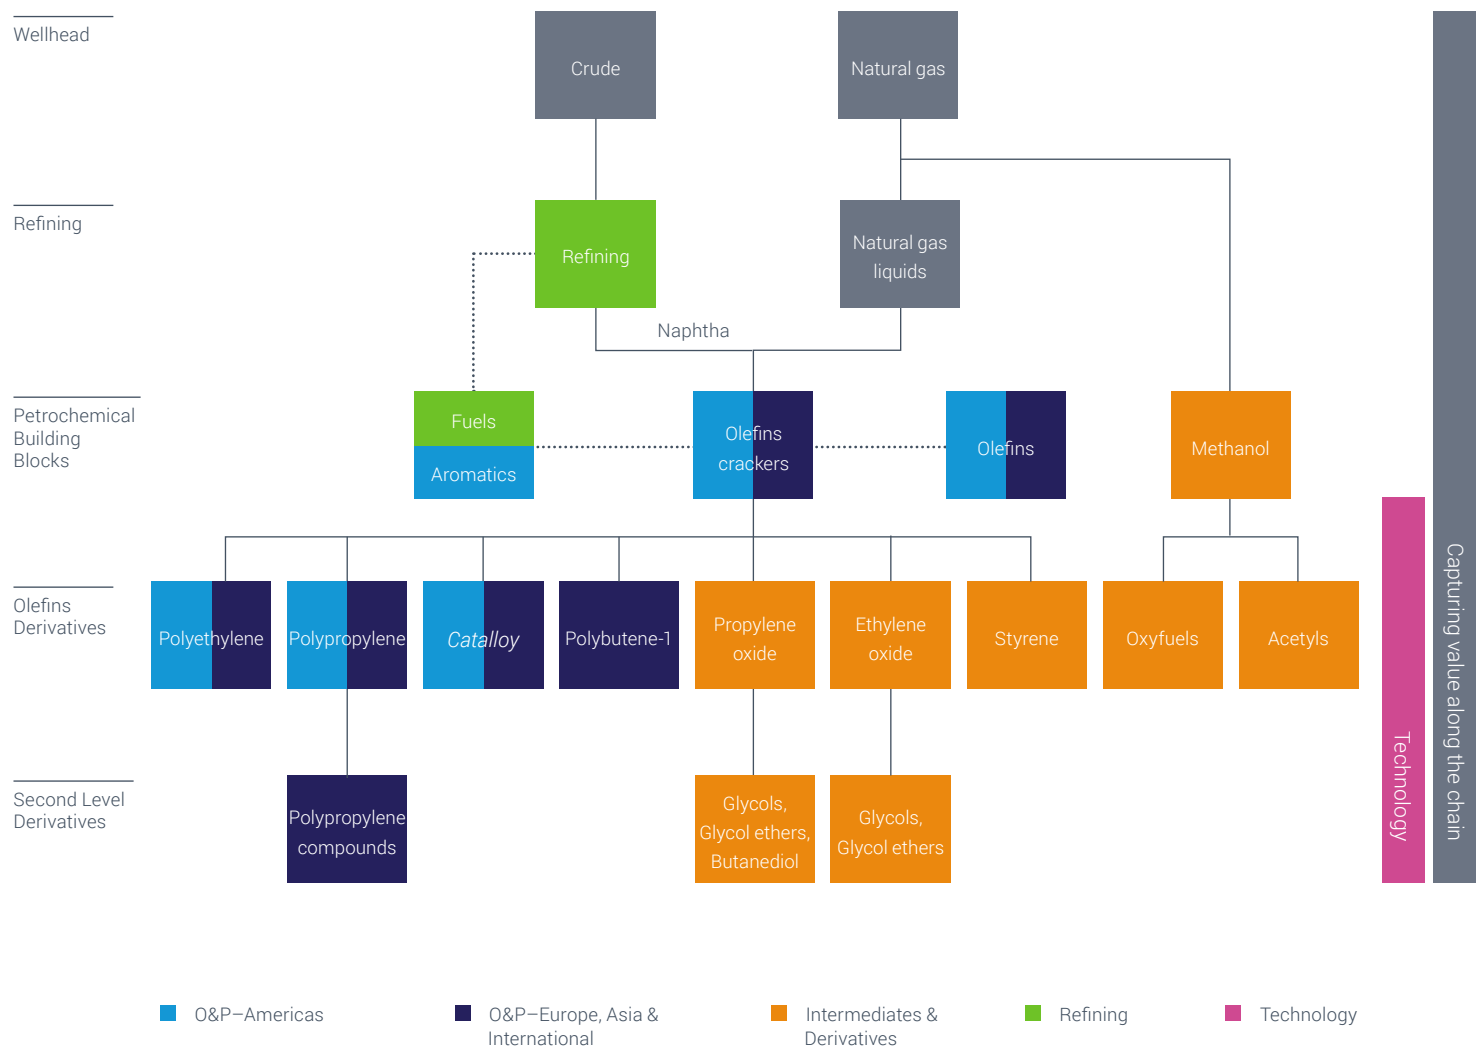 Wellhead
Crude
Natural gas
Refining
Refining
Natural gas
liquids
Naphtha
Petrochemical
Building
Blocks
Fuels
Aromatics
Olefins
crackers
Olefins
Methanol
Olefins
Derivatives
Polyethylene
Polypropylene
Catalloy
Polybutene-1
Propylene
oxide
Ethylene
oxide
Styrene
Oxyfuels
Acetyls
Second Level
Derivatives
Polypropylene
compounds
Glycols,
Glycol ethers,
Butanediol
Glycols,
Glycol ethers
Technology
Capturing value along the chain
O&P–Americas
O&P–Europe, Asia &
International
Intermediates &
Derivatives
Refining
Technology